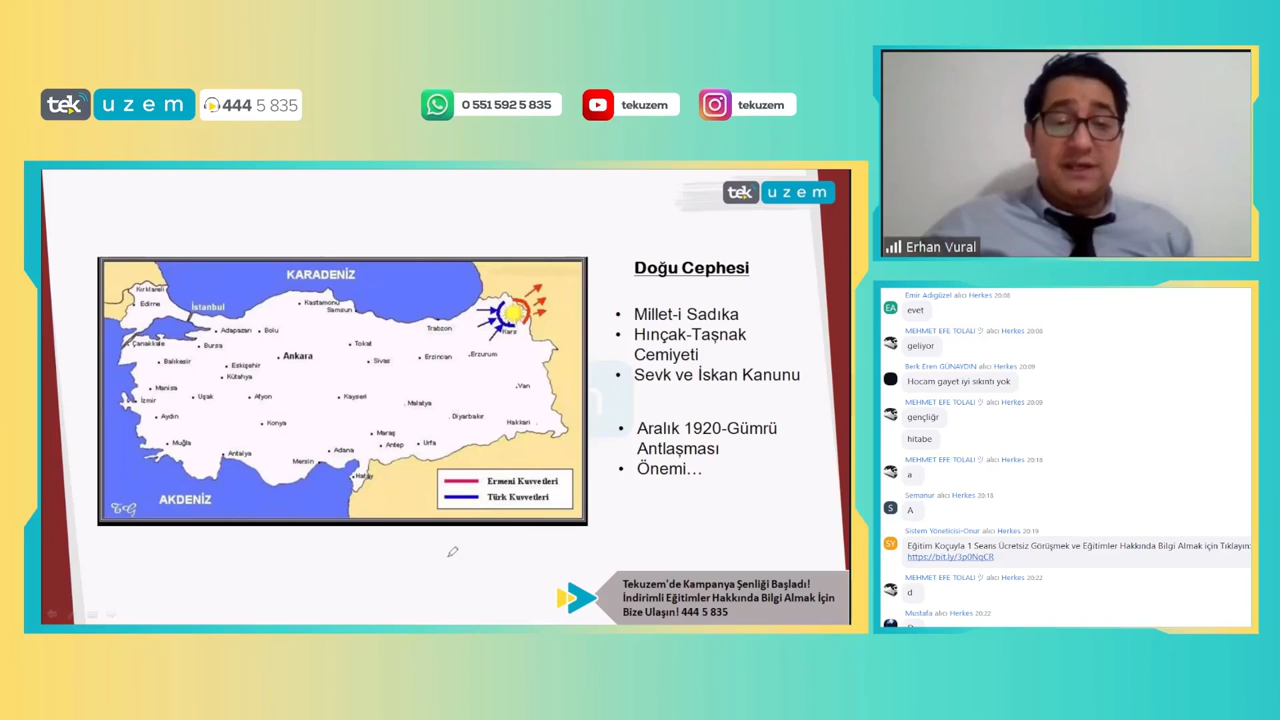 tek uzem 444 5 835
0 551 592 5 835
tekuzem
tekuzem
tek uzem
Doğu Cephesi
• Millet-i Sadıka
• Hınçak-Taşnak
Cemiyeti
• Sevk ve İskan Kanunu
• Aralık 1920-Gümrü
Antlaşması
• Önemi…
KARADENİZ
Kırklareli
Edirne
İstanbul
Kastamonu
Samsun
Adapazarı
Bolu
Trabzon
Kars
Çanakkale
Bursa
Tokat
Ankara
Balıkesir
Eskişehir
Sivas
Erzincan
Erzurum
Kütahya
Manisa
Van
İzmir
Uşak
Afyon
Kayseri
Malatya
Aydın
Konya
Diyarbakır
Hakkari
Muğla
Maraş
Antep
Urfa
Antalya
Adana
Mersin
Hatay
AKDENİZ
Ermeni Kuvvetleri
Türk Kuvvetleri
Tekuzem'de Kampanya Şenliği Başladı!
İndirimli Eğitimler Hakkında Bilgi Almak İçin
Bize Ulaşın! 444 5 835
Erhan Vural
Emir Adıgüzel alıcı Herkes 20:08
EA
evet
MEHMET EFE TOLALI ツ alıcı Herkes 20:08
geliyor
Berk Eren GÜNAYDIN alıcı Herkes 20:09
Hocam gayet iyi sıkıntı yok
MEHMET EFE TOLALI ツ alıcı Herkes 20:09
gençliğr
hitabe
MEHMET EFE TOLALI ツ alıcı Herkes 20:18
a
Semanur alıcı Herkes 20:18
S
A
Sistem Yöneticisi-Onur alıcı Herkes 20:19
SY
Eğitim Koçuyla 1 Seans Ücretsiz Görüşmek ve Eğitimler Hakkında Bilgi Almak için Tıklayın:
https://bit.ly/3p0NqCR
MEHMET EFE TOLALI ツ alıcı Herkes 20:22
d
Mustafa alıcı Herkes 20:22